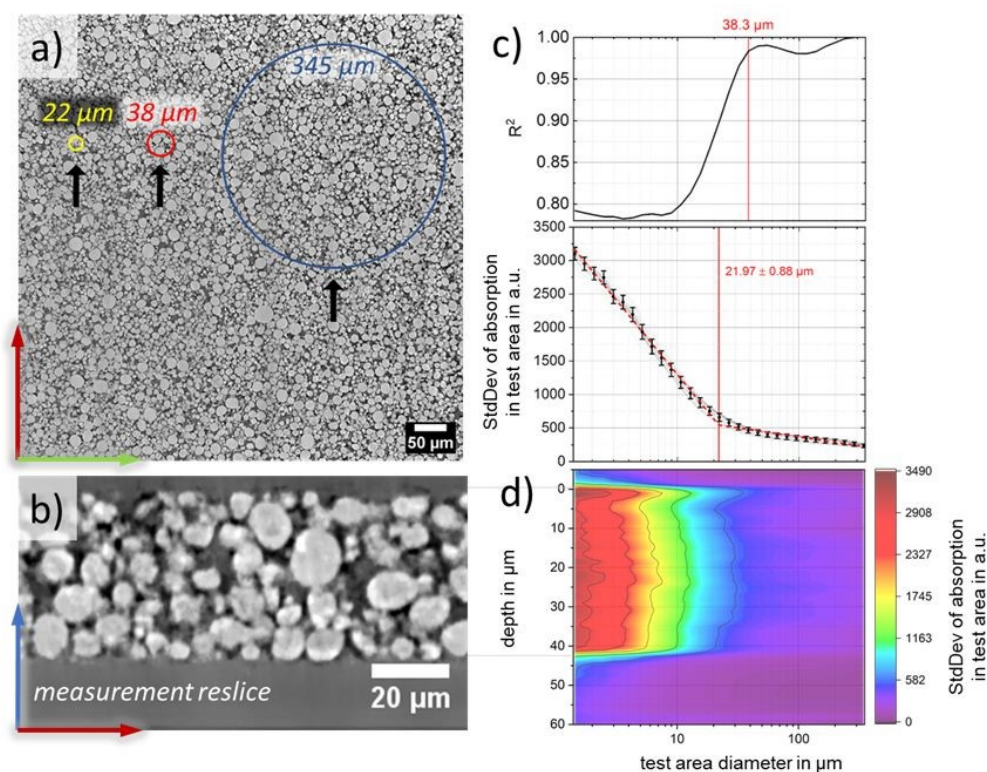 a)
345 µm
22 µm
38 µm
50 µm
b)
measurement reslice
20 µm
c)
38.3 µm
1.00
0.95
0.90
0.85
0.80
R²
3500
3000
2500
2000
1500
1000
500
0
StdDev of absorption
in test area in a.u.
21.97 ± 0.88 µm
d)
0
10
20
30
40
50
60
depth in µm
10
100
test area diameter in µm
3490
2908
2327
1745
1163
582
0
StdDev of absorption
in test area in a.u.